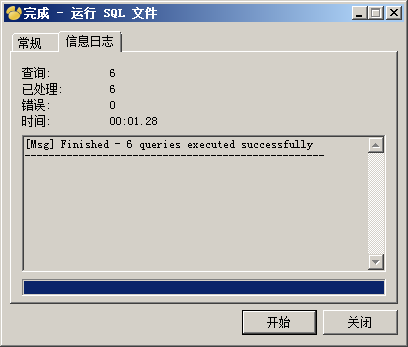 完成 - 运行 SQL 文件
常规 信息日志
查询: 6
已处理: 6
错误: 0
时间: 00:01.28
[Msg] Finished - 6 queries executed successfully
--------------------------------------------------
开始 关闭